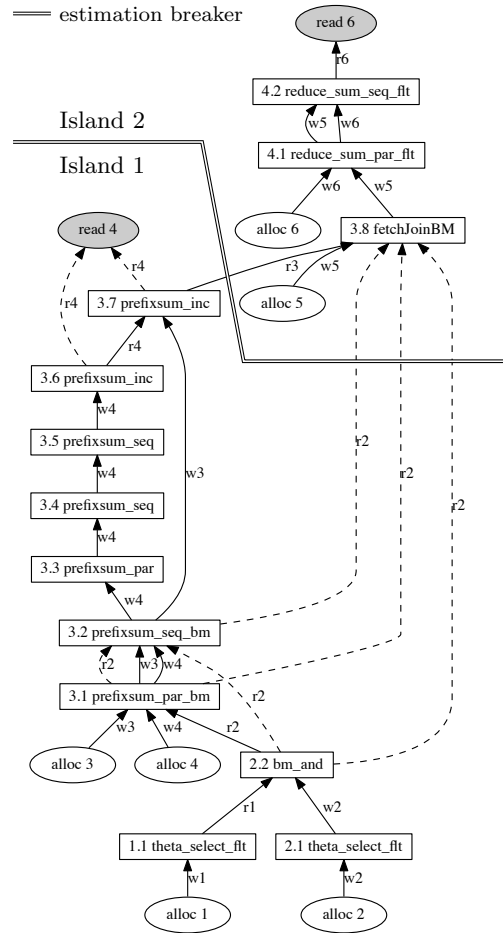 estimation breaker
read 6
r6
4.2 reduce_sum_seq_flt
w5 w6
Island 2
4.1 reduce_sum_par_flt
Island 1
w6 w5
read 4
alloc 6
3.8 fetchJoinBM
r4
r3 w5
r4
3.7 prefixsum_inc
alloc 5
r4
3.6 prefixsum_inc
w4
3.5 prefixsum_seq
r2
w4
w3 r2
3.4 prefixsum_seq
r2
w4
3.3 prefixsum_par
w4
3.2 prefixsum_seq_bm
r2 w3 w4
3.1 prefixsum_par_bm
r2
w3 w4 r2
alloc 3
alloc 4
2.2 bm_and
r1 w2
1.1 theta_select_flt
2.1 theta_select_flt
w1 w2
alloc 1
alloc 2